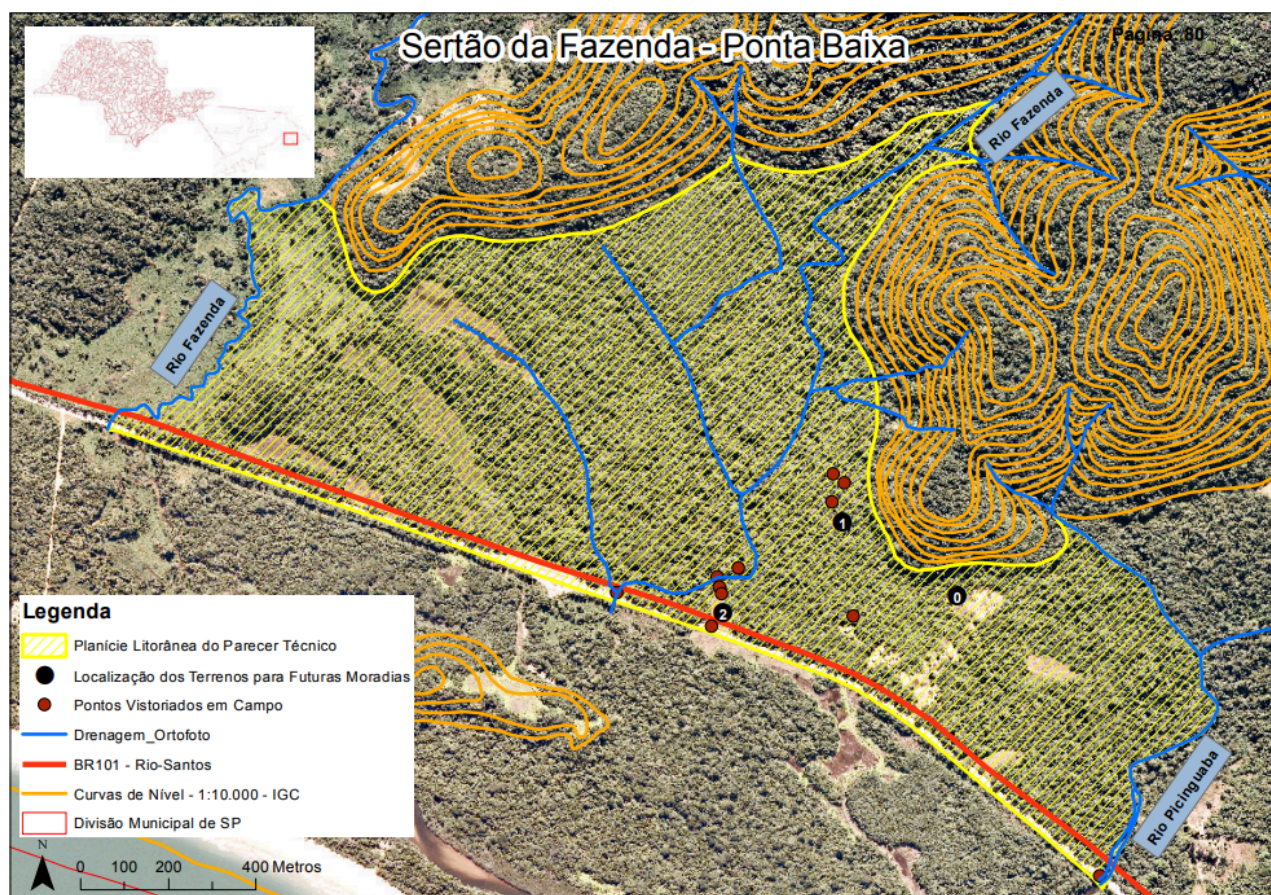 Sertão da Fazenda - Ponta Baixa
Página: 80
Rio Fazenda
Rio Fazenda
1
0
2
Legenda
Planície Litorânea do Parecer Técnico
Localização dos Terrenos para Futuras Moradias
Pontos Vistoriados em Campo
Drenagem_Ortofoto
BR101 - Rio-Santos
Curvas de Nível - 1:10.000 - IGC
Divisão Municipal de SP
Rio Picinguaba
N
0 100 200 400 Metros